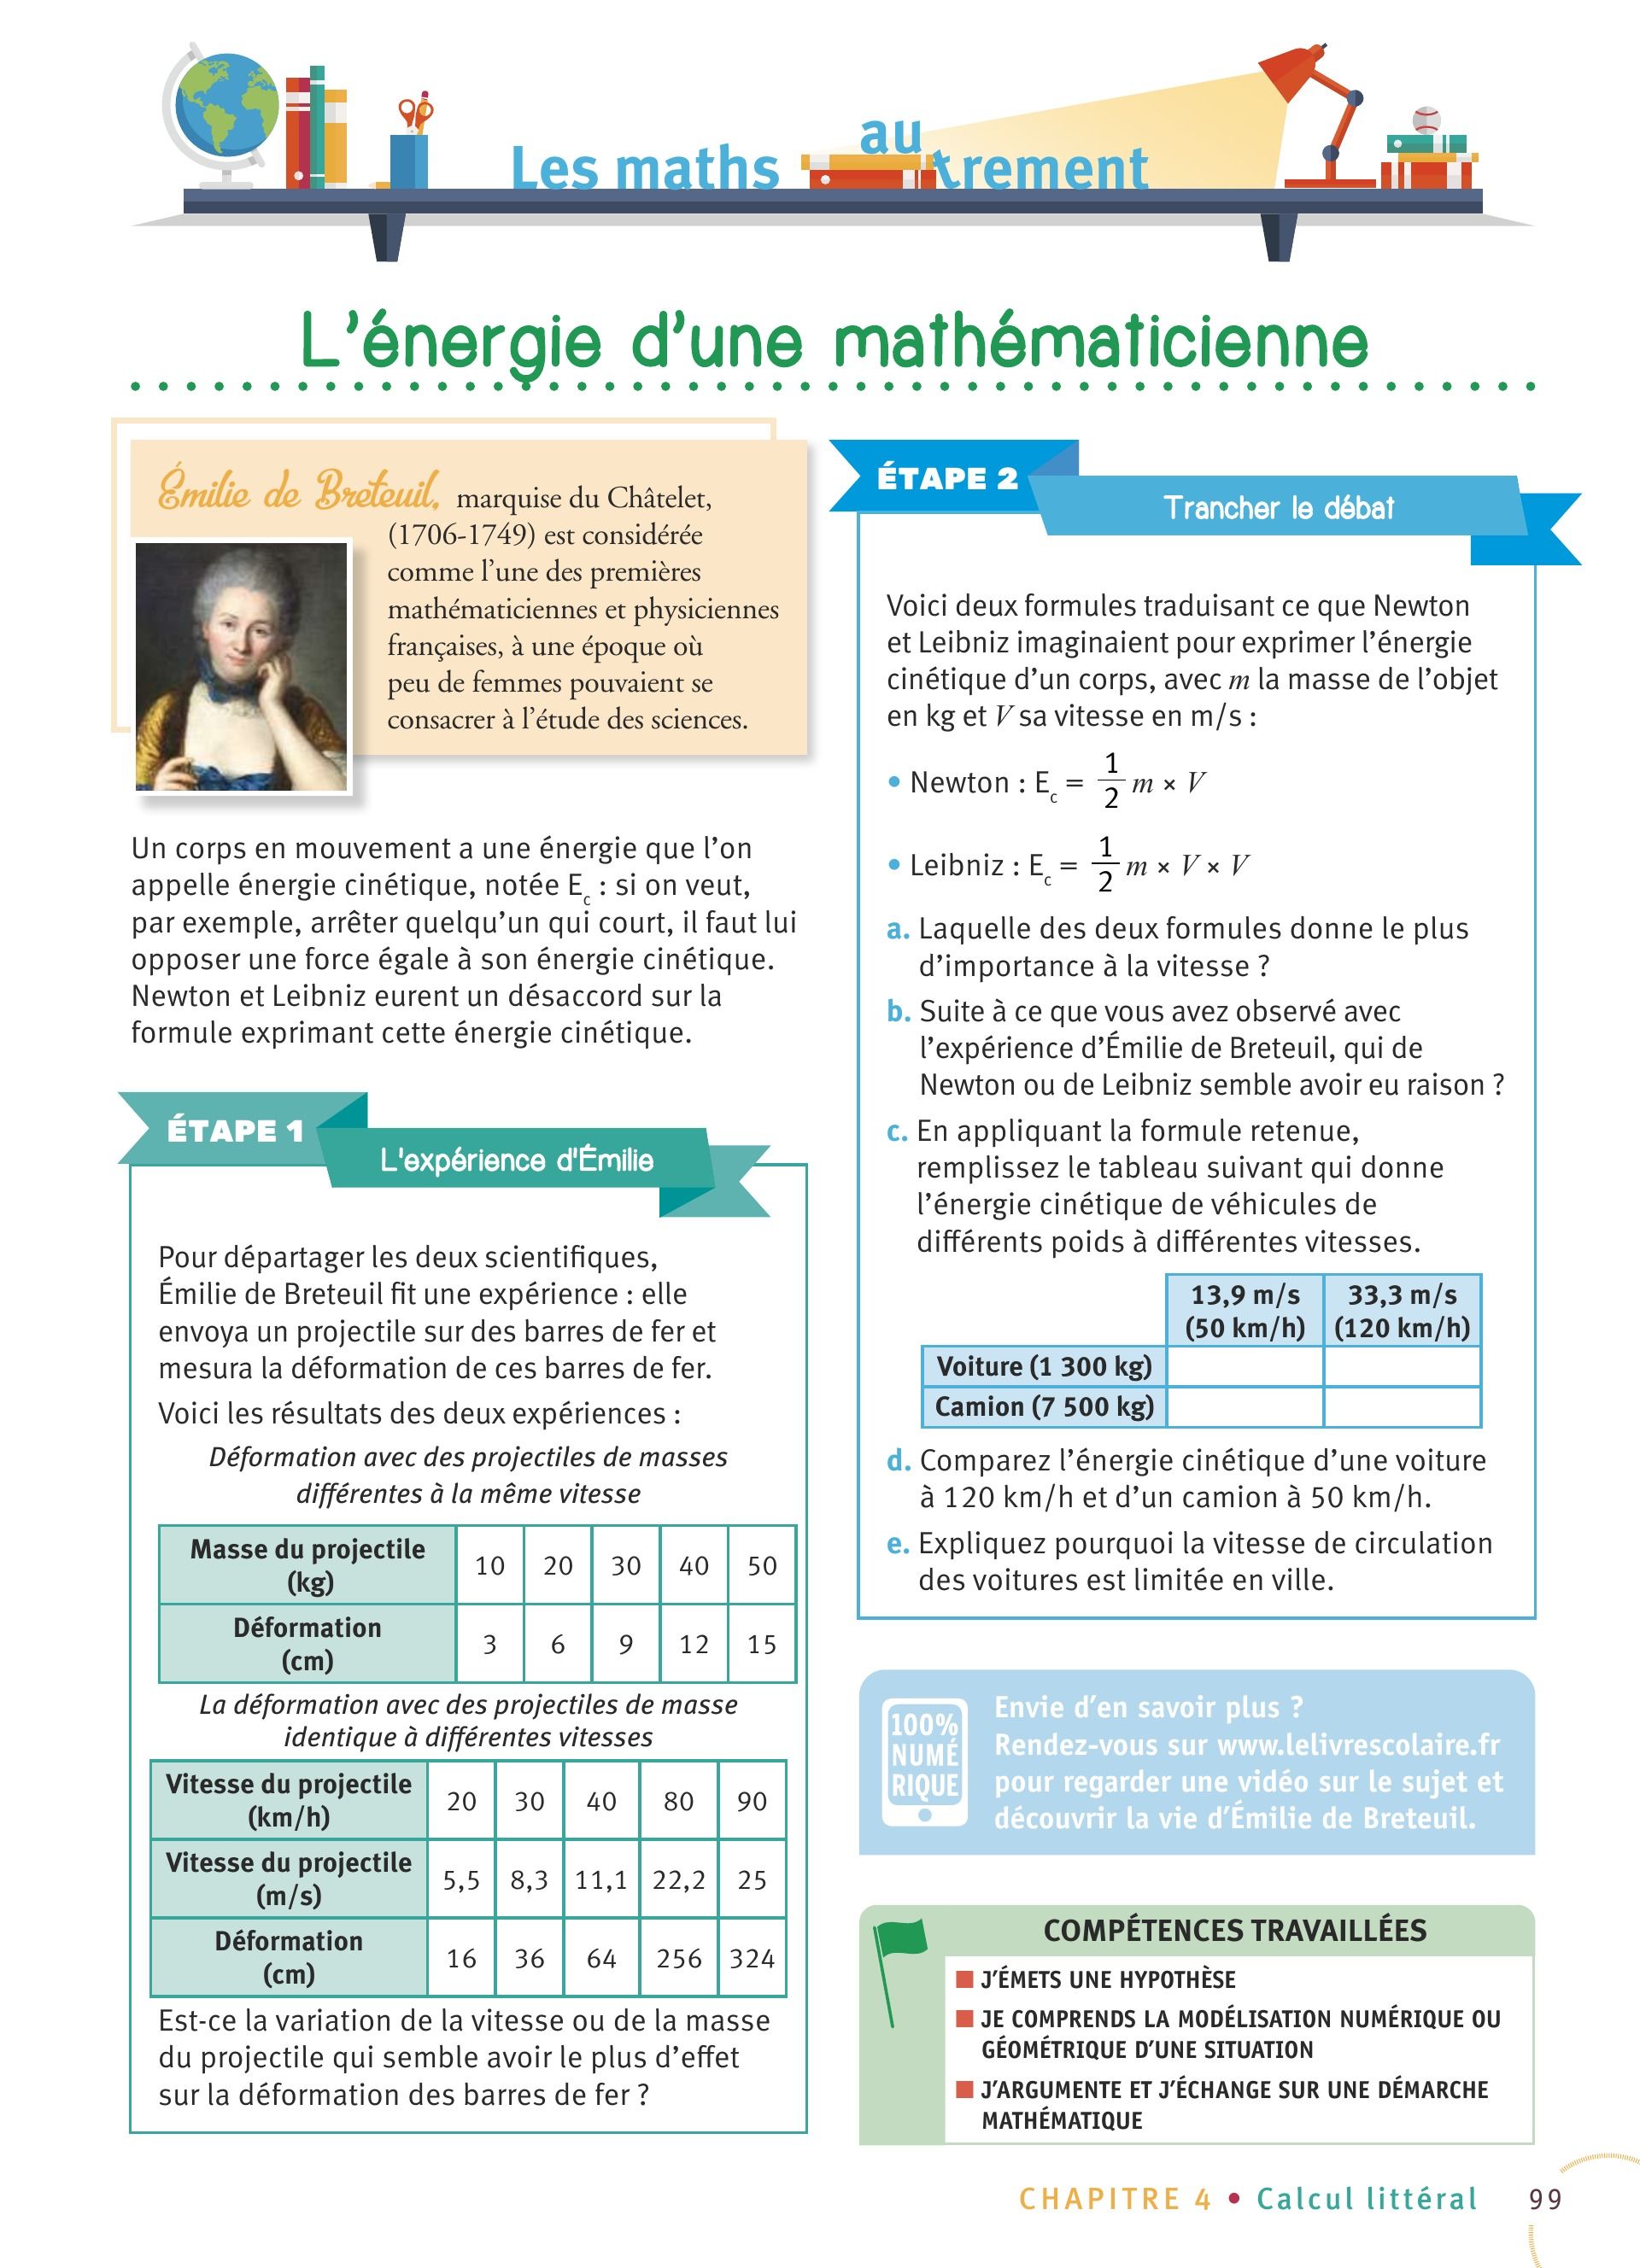 Les maths autrement
L'énergie d'une mathématicienne
Émilie de Breteuil, marquise du Châtelet,
(1706-1749) est considérée
comme l'une des premières
mathématiciennes et physiciennes
françaises, à une époque où
peu de femmes pouvaient se
consacrer à l'étude des sciences.
Un corps en mouvement a une énergie que l'on
appelle énergie cinétique, notée E_c : si on veut,
par exemple, arrêter quelqu'un qui court, il faut lui
opposer une force égale à son énergie cinétique.
Newton et Leibniz eurent un désaccord sur la
formule exprimant cette énergie cinétique.
ÉTAPE 1
L'expérience d'Émilie
Pour départager les deux scientifiques,
Émilie de Breteuil fit une expérience : elle
envoya un projectile sur des barres de fer et
mesura la déformation de ces barres de fer.
Voici les résultats des deux expériences :
Déformation avec des projectiles de masses
différentes à la même vitesse
Masse du projectile
(kg)
10 20 30 40 50
Déformation
(cm)
3 6 9 12 15
La déformation avec des projectiles de masse
identique à différentes vitesses
Vitesse du projectile
(km/h)
20 30 40 80 90
Vitesse du projectile
(m/s)
5,5 8,3 11,1 22,2 25
Déformation
(cm)
16 36 64 256 324
Est-ce la variation de la vitesse ou de la masse
du projectile qui semble avoir le plus d'effet
sur la déformation des barres de fer ?
ÉTAPE 2
Trancher le débat
Voici deux formules traduisant ce que Newton
et Leibniz imaginaient pour exprimer l'énergie
cinétique d'un corps, avec m la masse de l'objet
en kg et V sa vitesse en m/s :
• Newton : E_c = 1/2 m × V
• Leibniz : E_c = 1/2 m × V × V
a. Laquelle des deux formules donne le plus
d'importance à la vitesse ?
b. Suite à ce que vous avez observé avec
l'expérience d'Émilie de Breteuil, qui de
Newton ou de Leibniz semble avoir eu raison ?
c. En appliquant la formule retenue,
remplissez le tableau suivant qui donne
l'énergie cinétique de véhicules de
différents poids à différentes vitesses.
13,9 m/s 33,3 m/s
(50 km/h) (120 km/h)
Voiture (1 300 kg)
Camion (7 500 kg)
d. Comparez l'énergie cinétique d'une voiture
à 120 km/h et d'un camion à 50 km/h.
e. Expliquez pourquoi la vitesse de circulation
des voitures est limitée en ville.
100%
NUMÉ
RIQUE
Envie d'en savoir plus ?
Rendez-vous sur www.lelivrescolaire.fr
pour regarder une vidéo sur le sujet et
découvrir la vie d'Émilie de Breteuil.
COMPÉTENCES TRAVAILLÉES
J'ÉMETS UNE HYPOTHÈSE
JE COMPRENDS LA MODÉLISATION NUMÉRIQUE OU
GÉOMÉTRIQUE D'UNE SITUATION
J'ARGUMENTE ET J'ÉCHANGE SUR UNE DÉMARCHE
MATHÉMATIQUE
CHAPITRE 4 • Calcul littéral 99